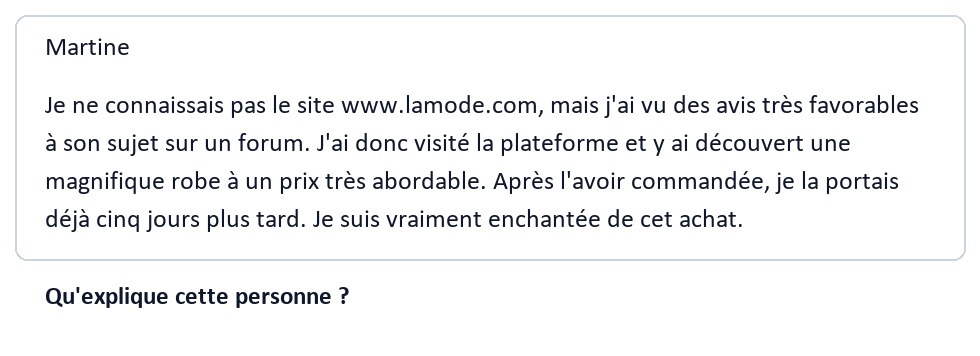 Martine
Je ne connaissais pas le site www.lamode.com, mais j'ai vu des avis très favorables
à son sujet sur un forum. J'ai donc visité la plateforme et y ai découvert une
magnifique robe à un prix très abordable. Après l'avoir commandée, je la portais
déjà cinq jours plus tard. Je suis vraiment enchantée de cet achat.
Qu'explique cette personne ?